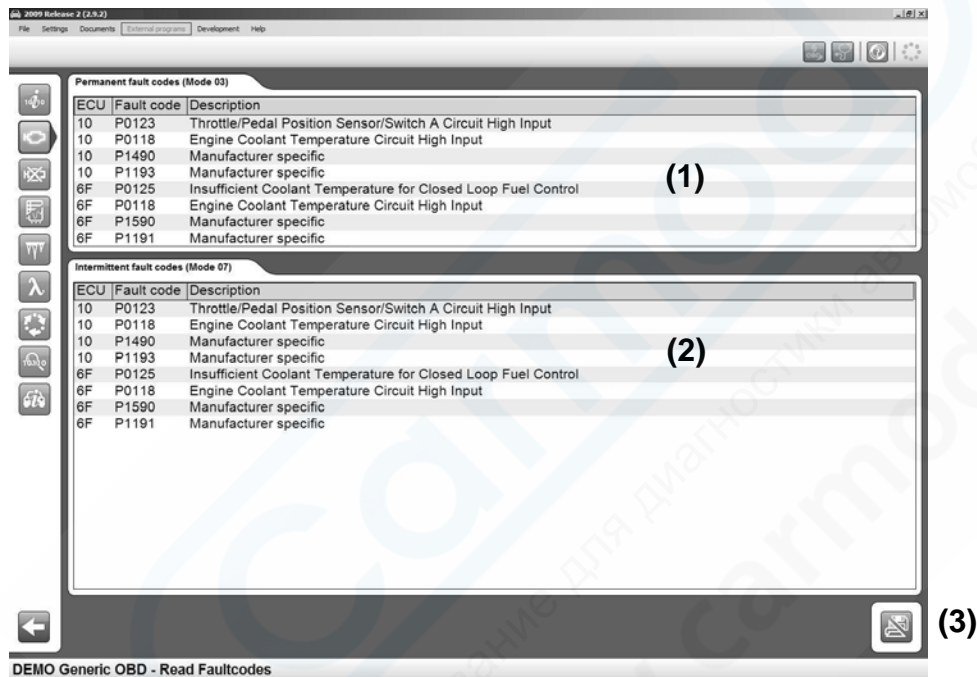 2009 Release 2 (2.9.2)
File Settings Documents External programs Development Help
Permanent fault codes (Mode 03)
ECU Fault code Description
10 P0123 Throttle/Pedal Position Sensor/Switch A Circuit High Input
10 P0118 Engine Coolant Temperature Circuit High Input
10 P1490 Manufacturer specific
10 P1193 Manufacturer specific
6F P0125 Insufficient Coolant Temperature for Closed Loop Fuel Control
6F P0118 Engine Coolant Temperature Circuit High Input
6F P1590 Manufacturer specific
6F P1191 Manufacturer specific
(1)
Intermittent fault codes (Mode 07)
ECU Fault code Description
10 P0123 Throttle/Pedal Position Sensor/Switch A Circuit High Input
10 P0118 Engine Coolant Temperature Circuit High Input
10 P1490 Manufacturer specific
10 P1193 Manufacturer specific
6F P0125 Insufficient Coolant Temperature for Closed Loop Fuel Control
6F P0118 Engine Coolant Temperature Circuit High Input
6F P1590 Manufacturer specific
6F P1191 Manufacturer specific
(2)
(3)
DEMO Generic OBD - Read Faultcodes
Carmod
для диагностики
carmod